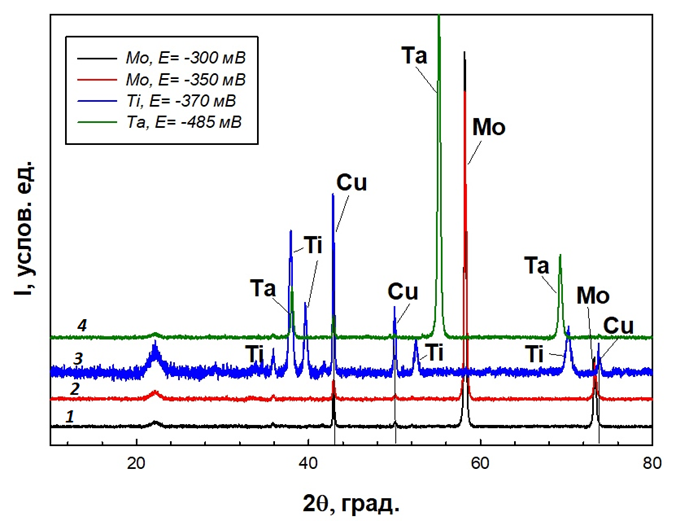 Mo, E= -300 мВ
Mo, E= -350 мВ
Ti, E= -370 мВ
Ta, E= -485 мВ
Ta
Mo
Cu
Ti
Ta
Ta
Cu
Mo
Cu
Ti
Ti
Ti
4
3
2
1
I, услов. ед.
20 40 60 80
2θ, град.